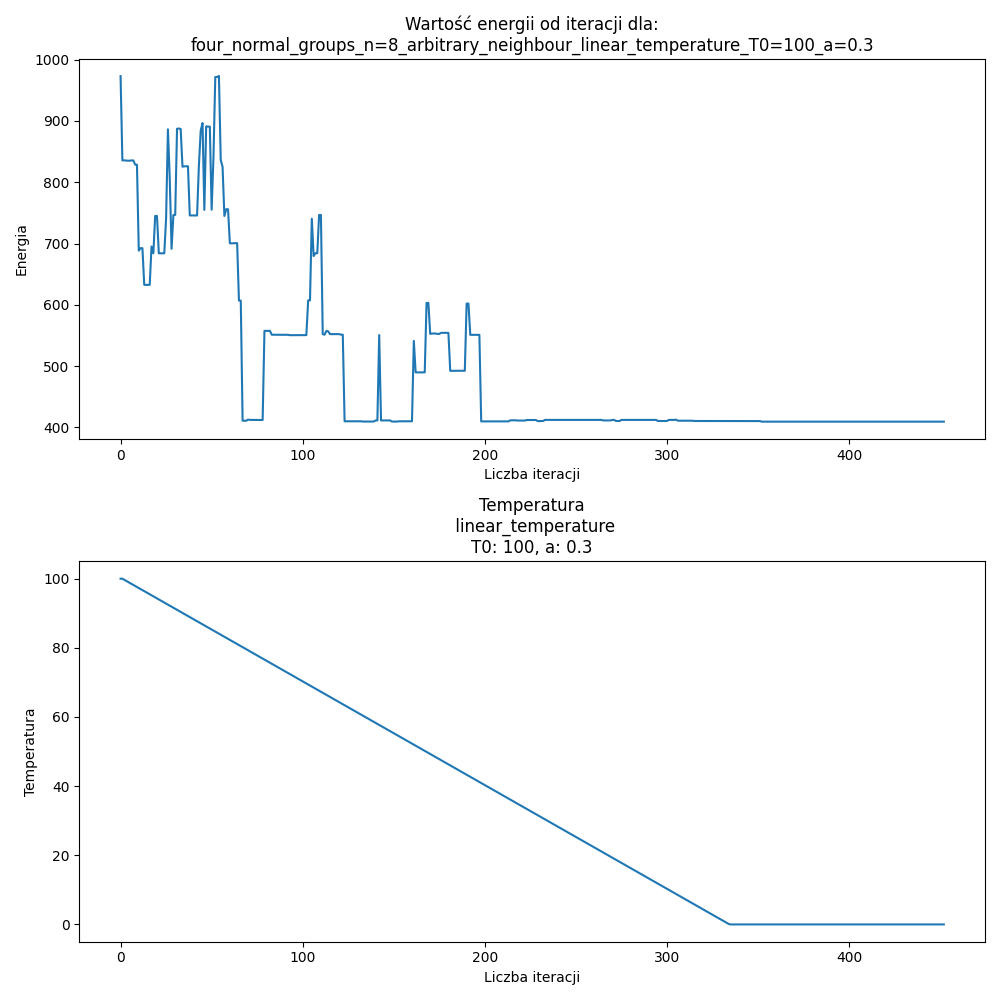 Wartość energii od iteracji dla:
four_normal_groups_n=8_arbitrary_neighbour_linear_temperature_T0=100_a=0.3
1000
900
800
700
600
500
400
Energia
0 100 200 300 400
Liczba iteracji
Temperatura
linear_temperature
T0: 100, a: 0.3
100
80
60
40
20
0
Temperatura
0 100 200 300 400
Liczba iteracji